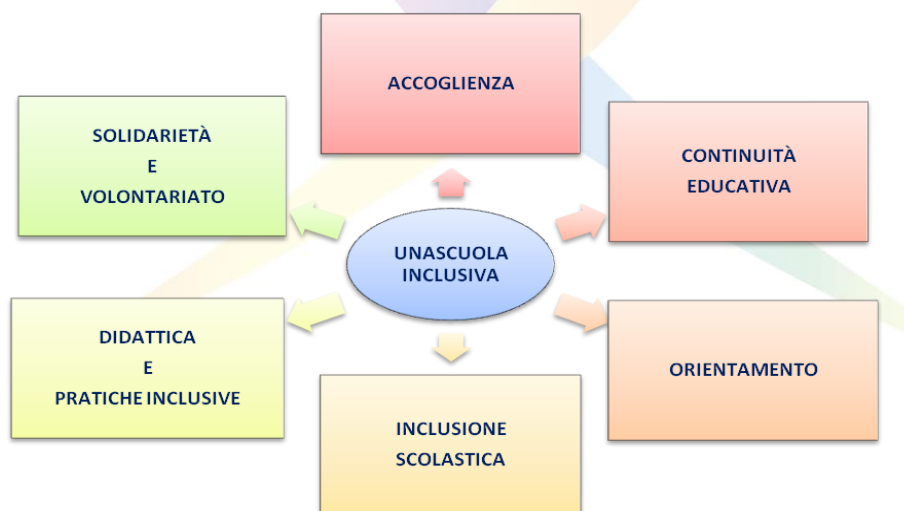 ACCOGLIENZA
SOLIDARIETÀ
E
VOLONTARIATO
CONTINUITÀ
EDUCATIVA
UNASCUOLA
INCLUSIVA
DIDATTICA
E
PRATICHE INCLUSIVE
ORIENTAMENTO
INCLUSIONE
SCOLASTICA